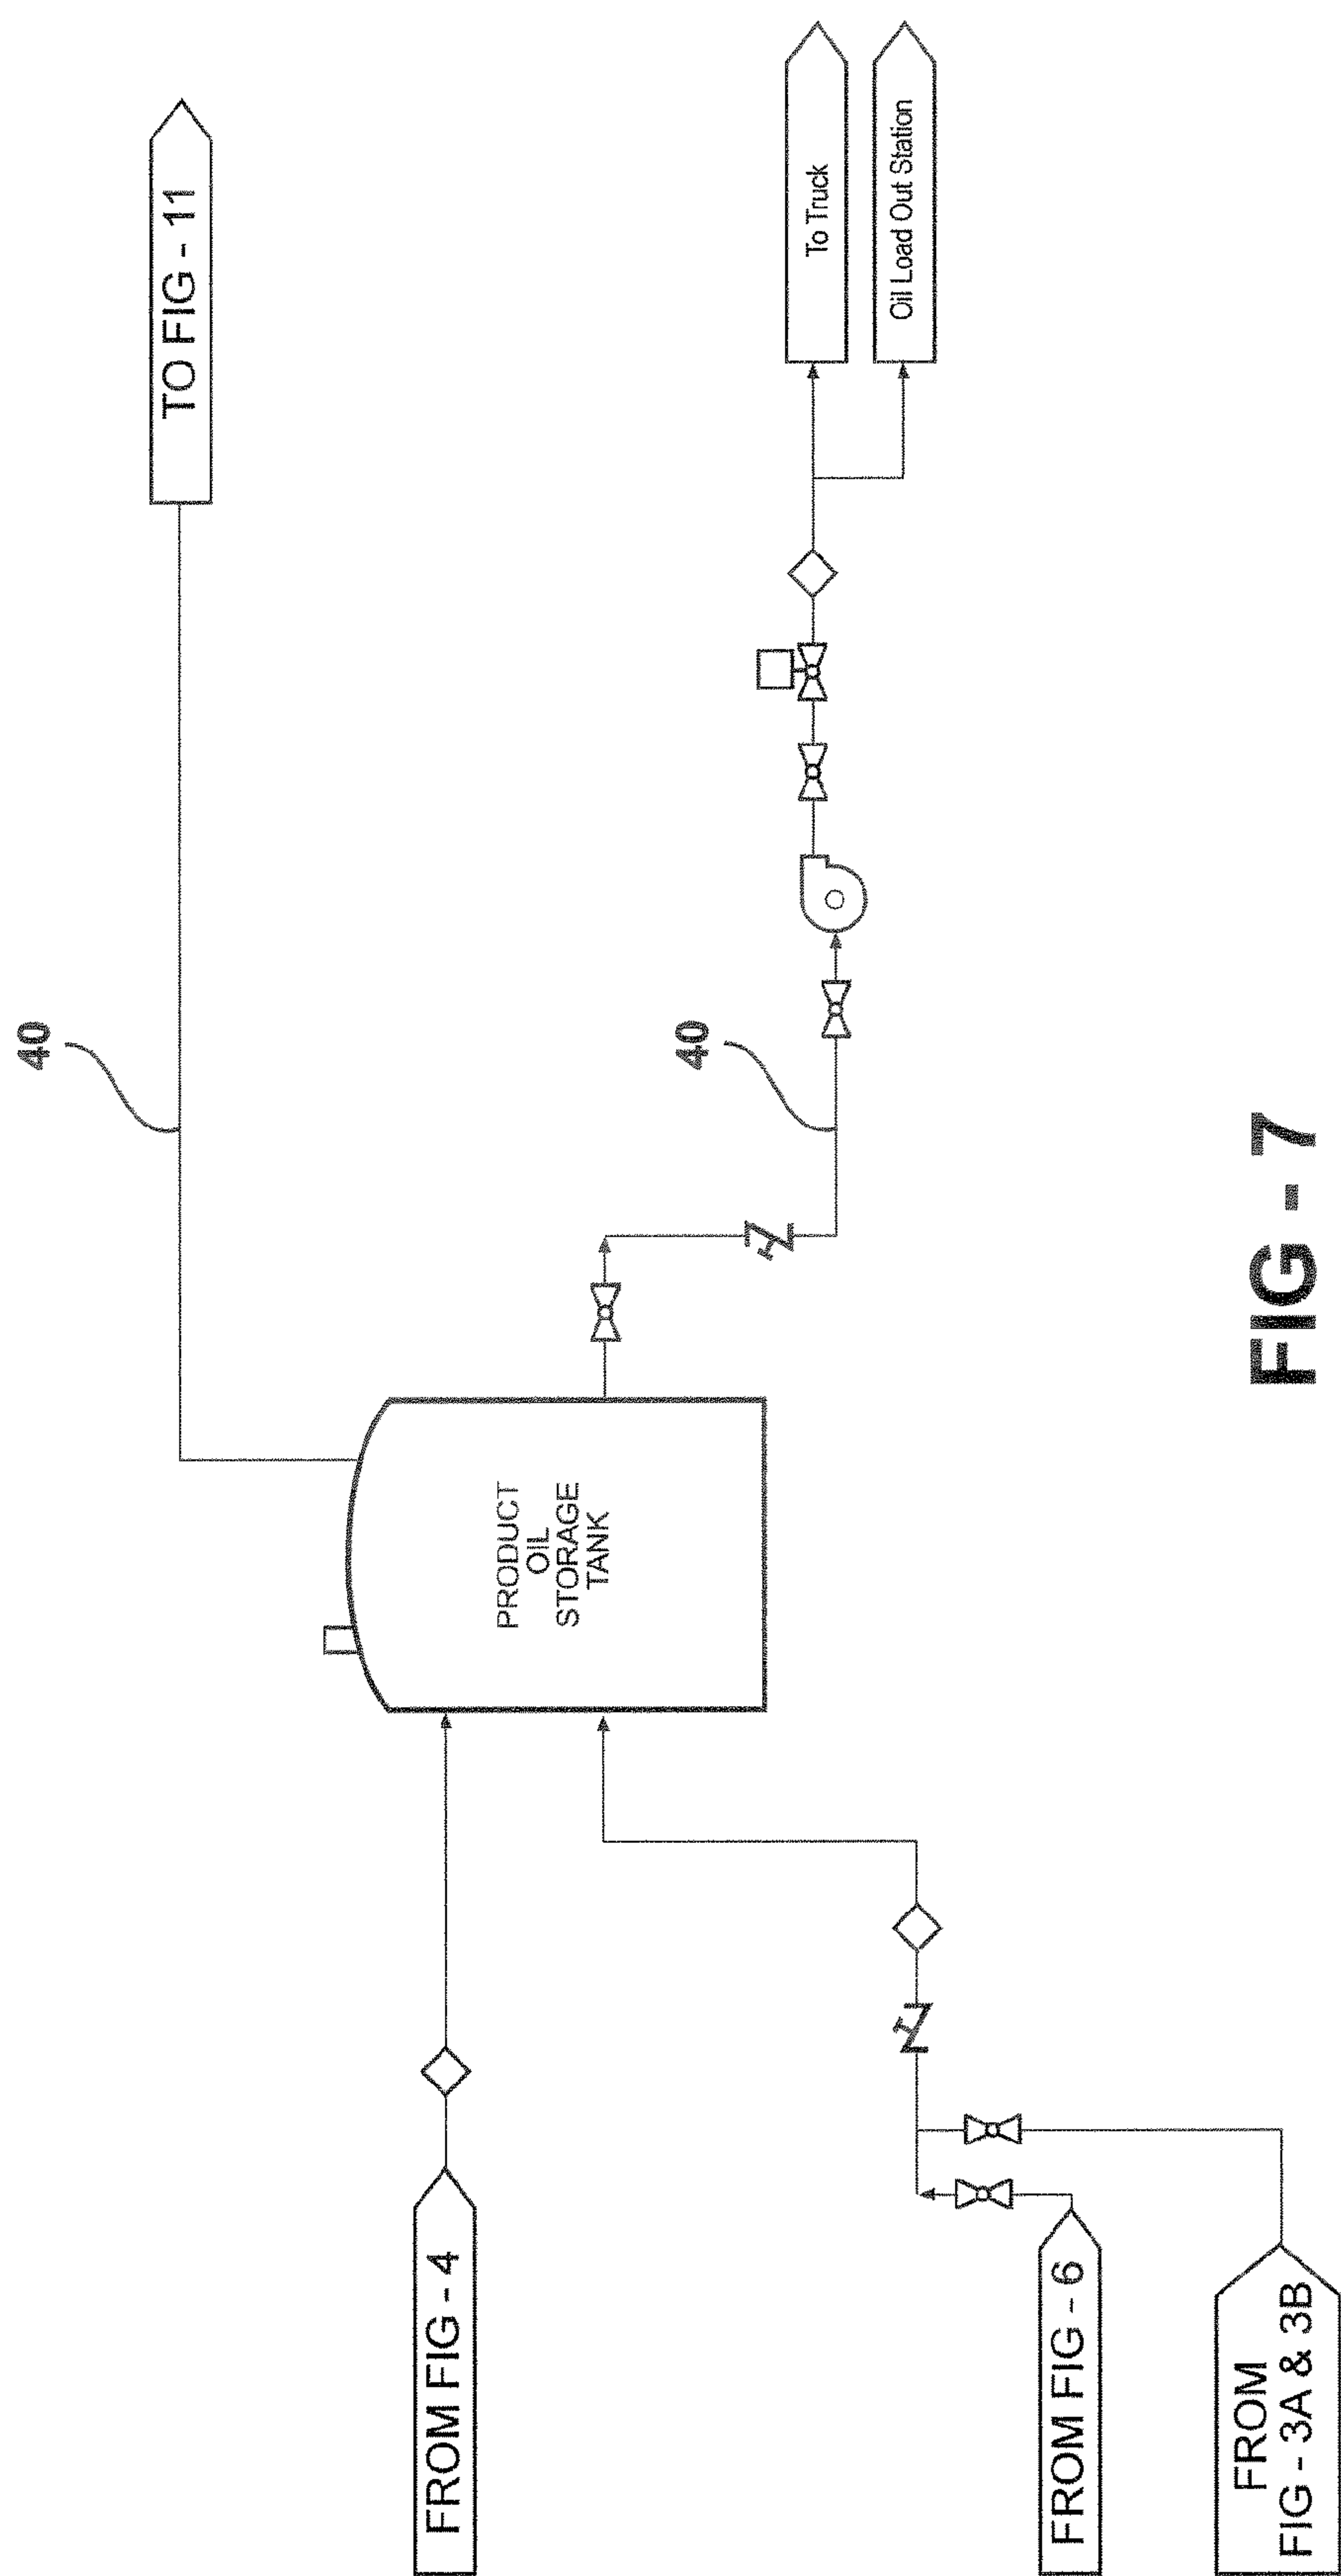 TO FIG - 11
40
To Truck
Oil Load Out Station
40
PRODUCT
OIL
STORAGE
TANK
FROM FIG - 4
FROM FIG - 6
FROM
FIG - 3A & 3B
FIG - 7